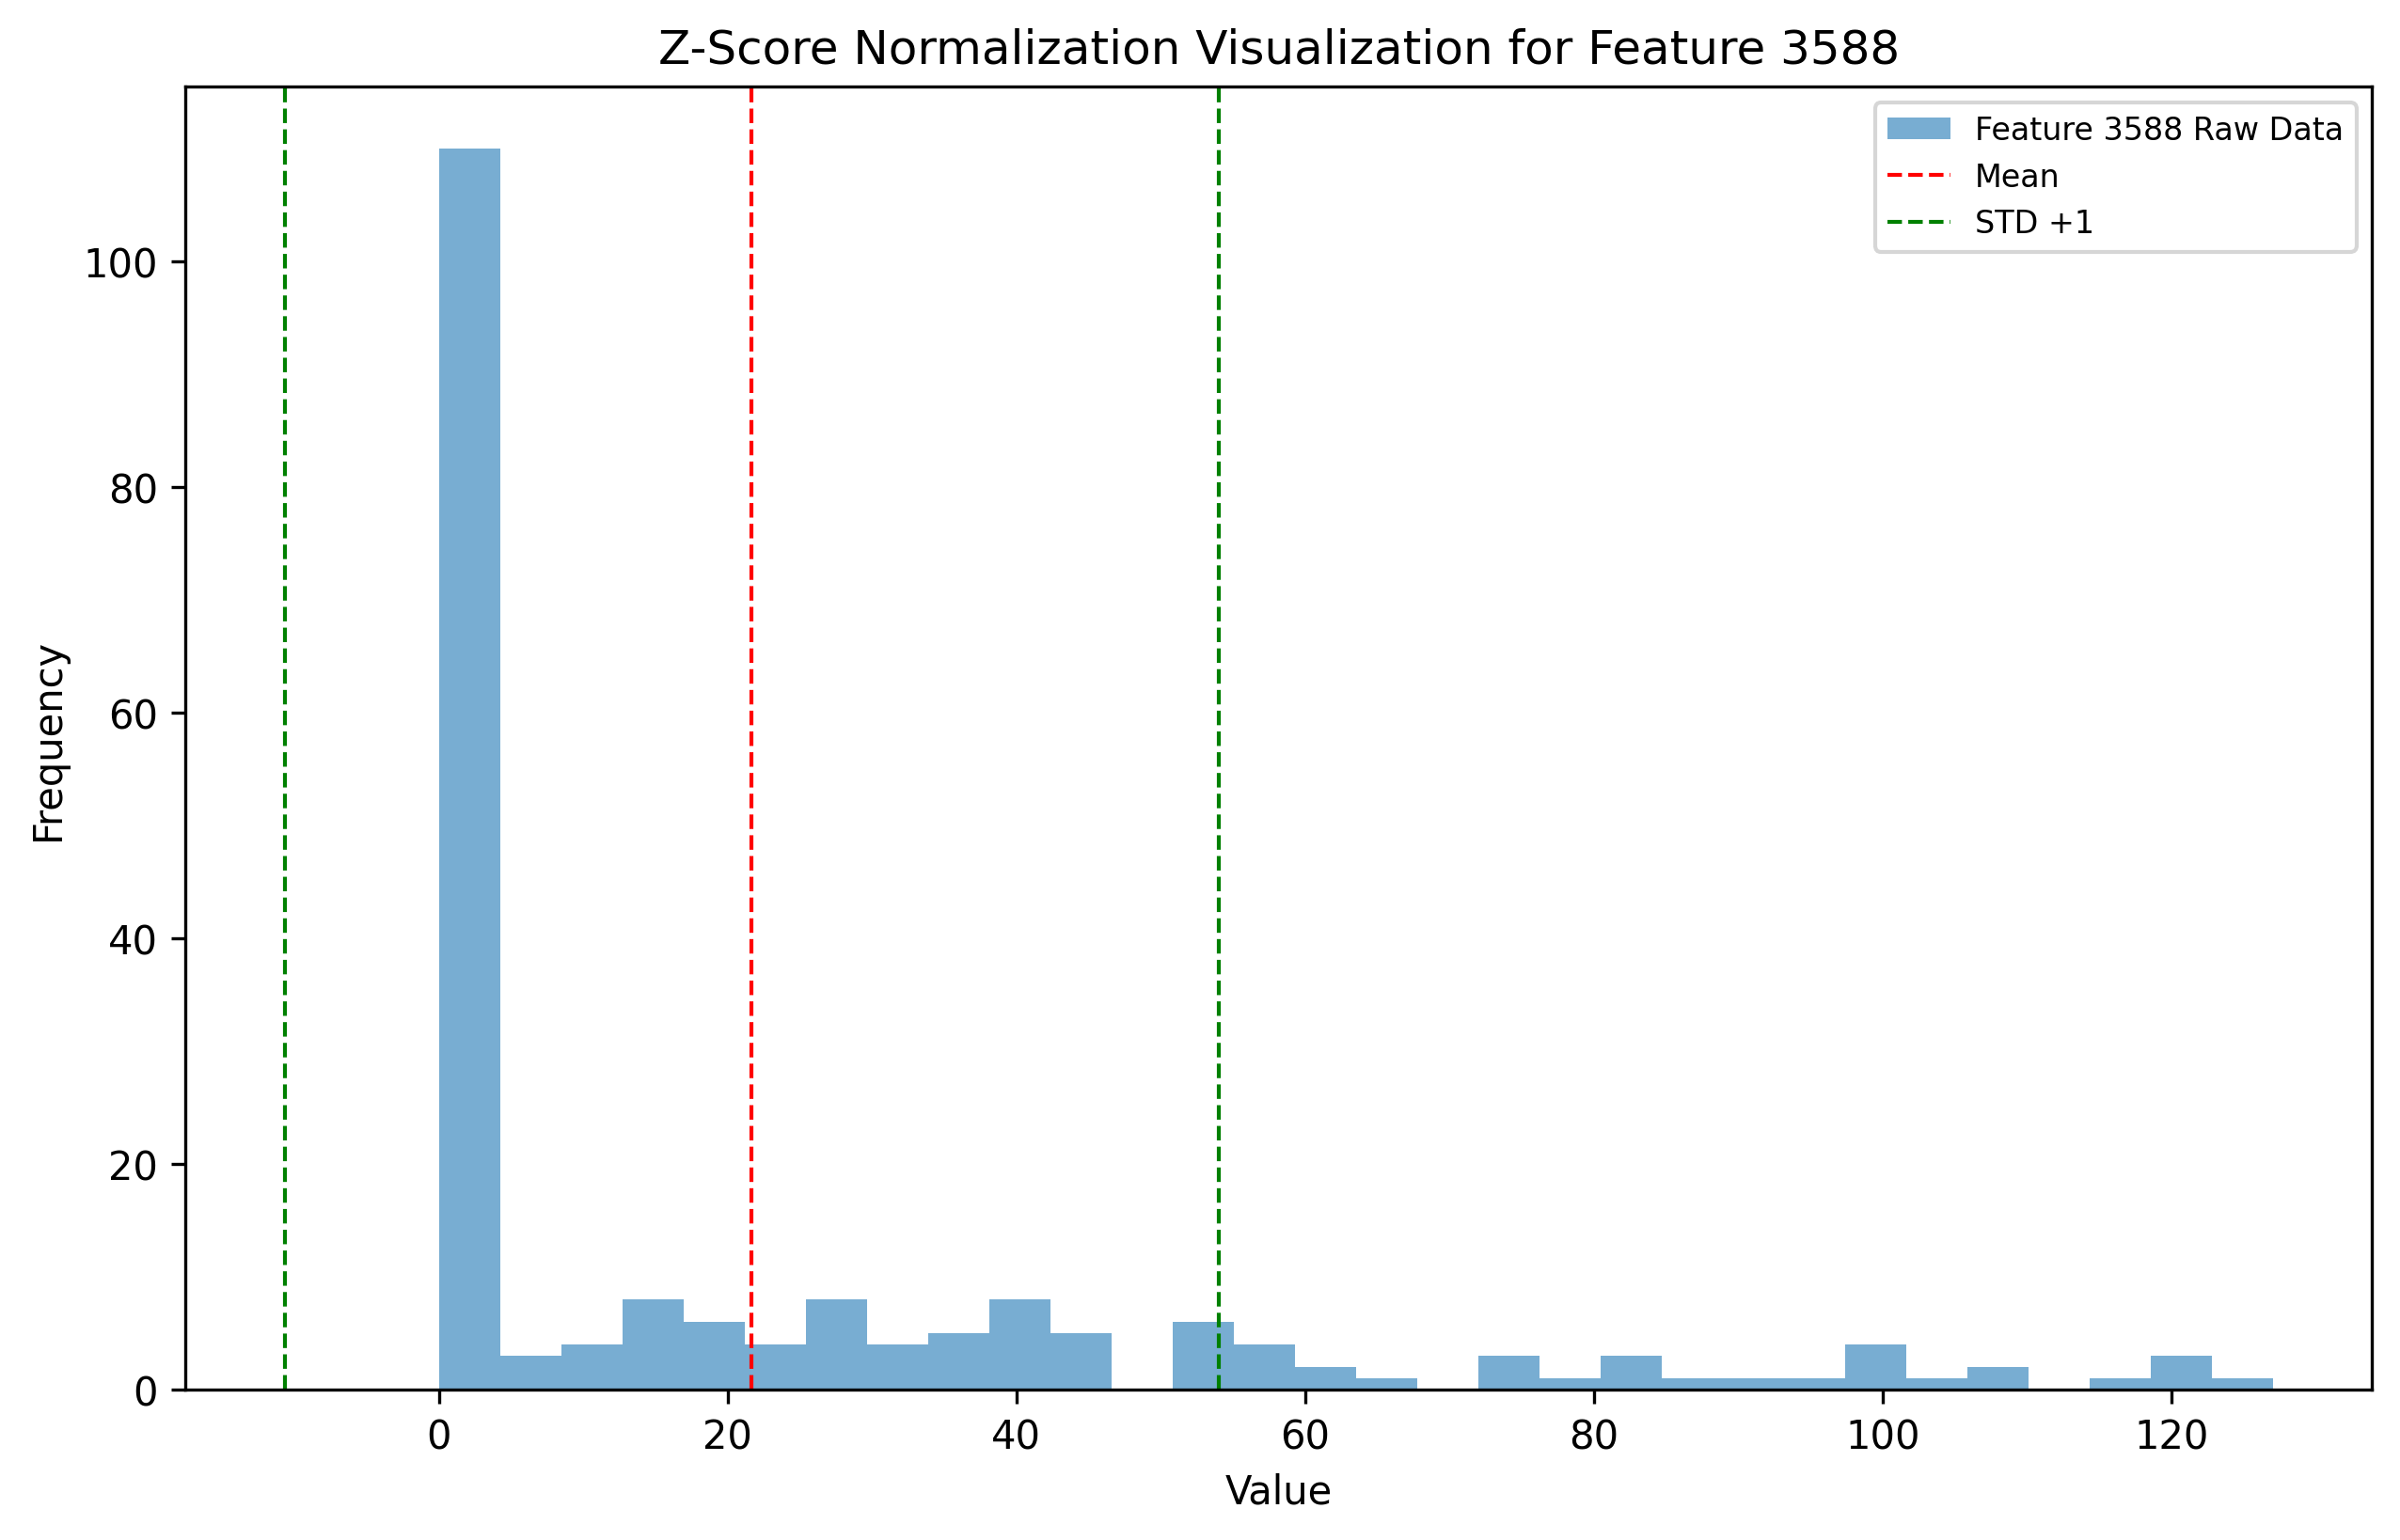 Z-Score Normalization Visualization for Feature 3588
Feature 3588 Raw Data
Mean
STD +1
Frequency
100
80
60
40
20
0
0 20 40 60 80 100 120
Value